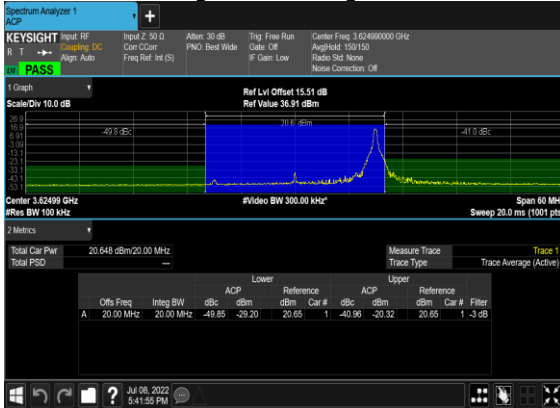 Spectrum Analyzer 1
ACP
+
KEYSIGHT Input: RF Input Z: 50 Ω Atten: 30 dB Trig: Free Run Center Freq: 3.624990000 GHz
R T Coupling: DC Corr CCorr PNO: Best Wide Gate: Off Avg|Hold: 150/150
Align: Auto Freq Ref: Int (S) IF Gain: Low Radio Std: None
PASS Noise Correction: Off
1 Graph Ref Lvl Offset 15.51 dB
Scale/Div 10.0 dB Ref Value 36.91 dBm
26.9
16.9 -49.8 dBc 20.6 dBm -41.0 dBc
6.91
-3.09
-13.1
-23.1
-33.1
-43.1
-53.1
Center 3.62499 GHz #Video BW 300.00 kHz* Span 60 MH
#Res BW 100 kHz Sweep 20.0 ms (1001 pts
2 Metrics
Total Car Pwr 20.648 dBm/20.00 MHz Measure Trace Trace 1
Total PSD --- Trace Type Trace Average (Active)
Lower Upper
ACP Reference ACP Reference
Offs Freq Integ BW dBc dBm dBm Car # dBc dBm dBm Car # Filter
A 20.00 MHz 20.00 MHz -49.85 -29.20 20.65 1 -40.96 -20.32 20.65 1 -3 dB
?
Jul 08, 2022
5:41:55 PM